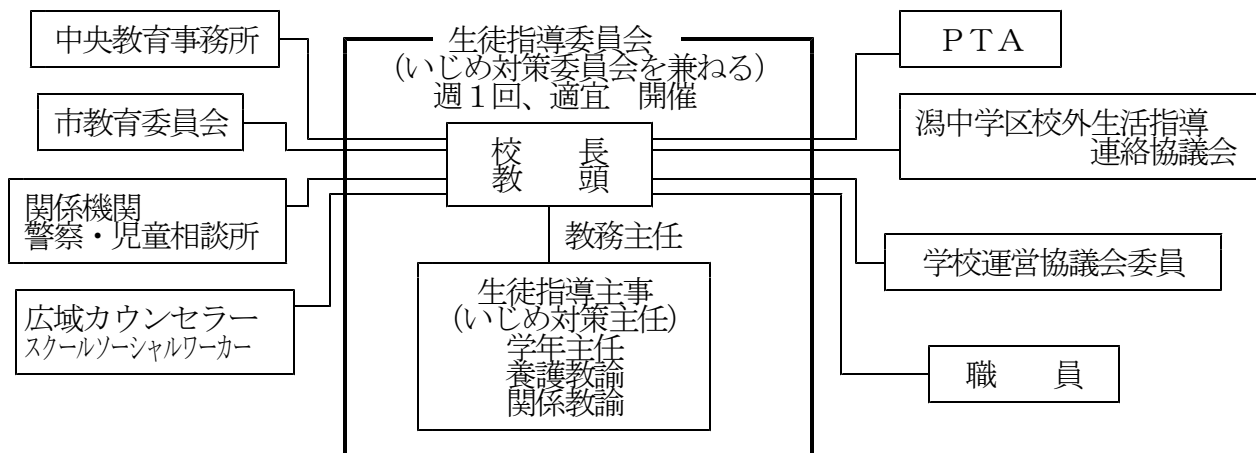 中央教育事務所
市教育委員会
関係機関
警察・児童相談所
広域カウンセラー
スクールソーシャルワーカー
生徒指導委員会
(いじめ対策委員会を兼ねる)
週１回、適宜　開催
校　　長
教　　頭
教務主任
生徒指導主事
(いじめ対策主任)
学年主任
養護教諭
関係教諭
ＰＴＡ
潟中学区校外生活指導
連絡協議会
学校運営協議会委員
職　　員